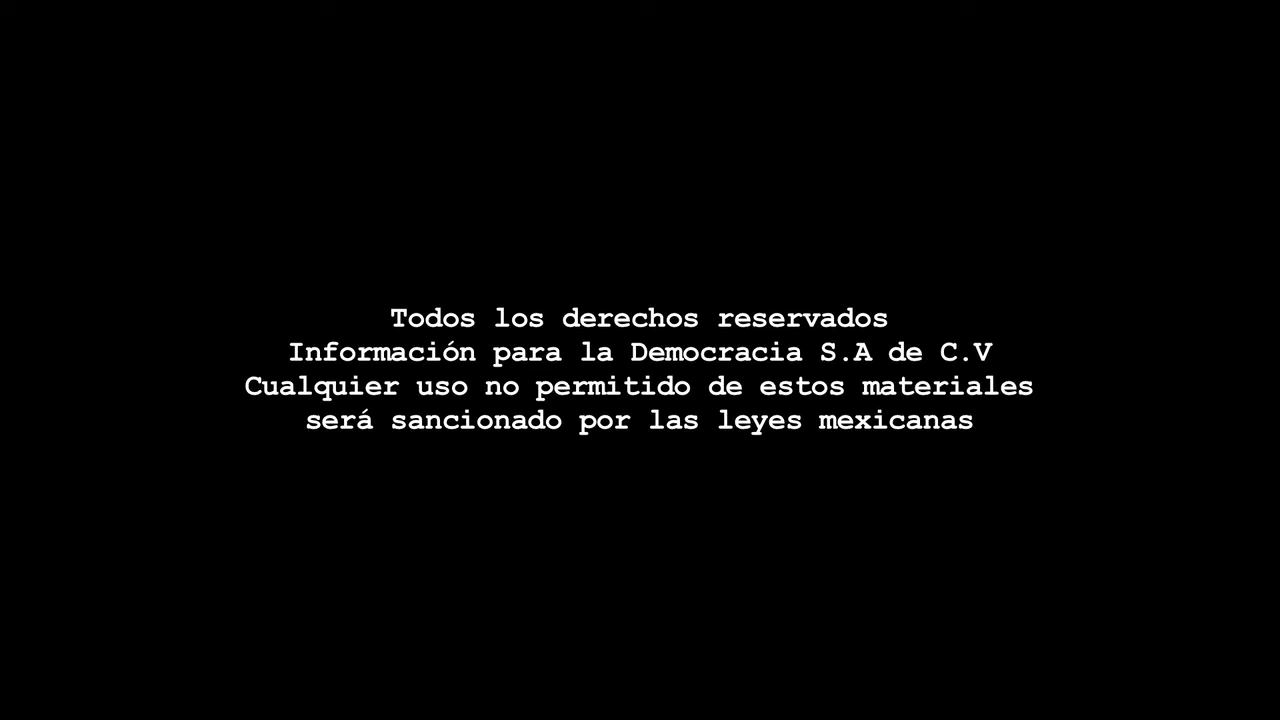 Todos los derechos reservados
Información para la Democracia S.A de C.V
Cualquier uso no permitido de estos materiales
será sancionado por las leyes mexicanas